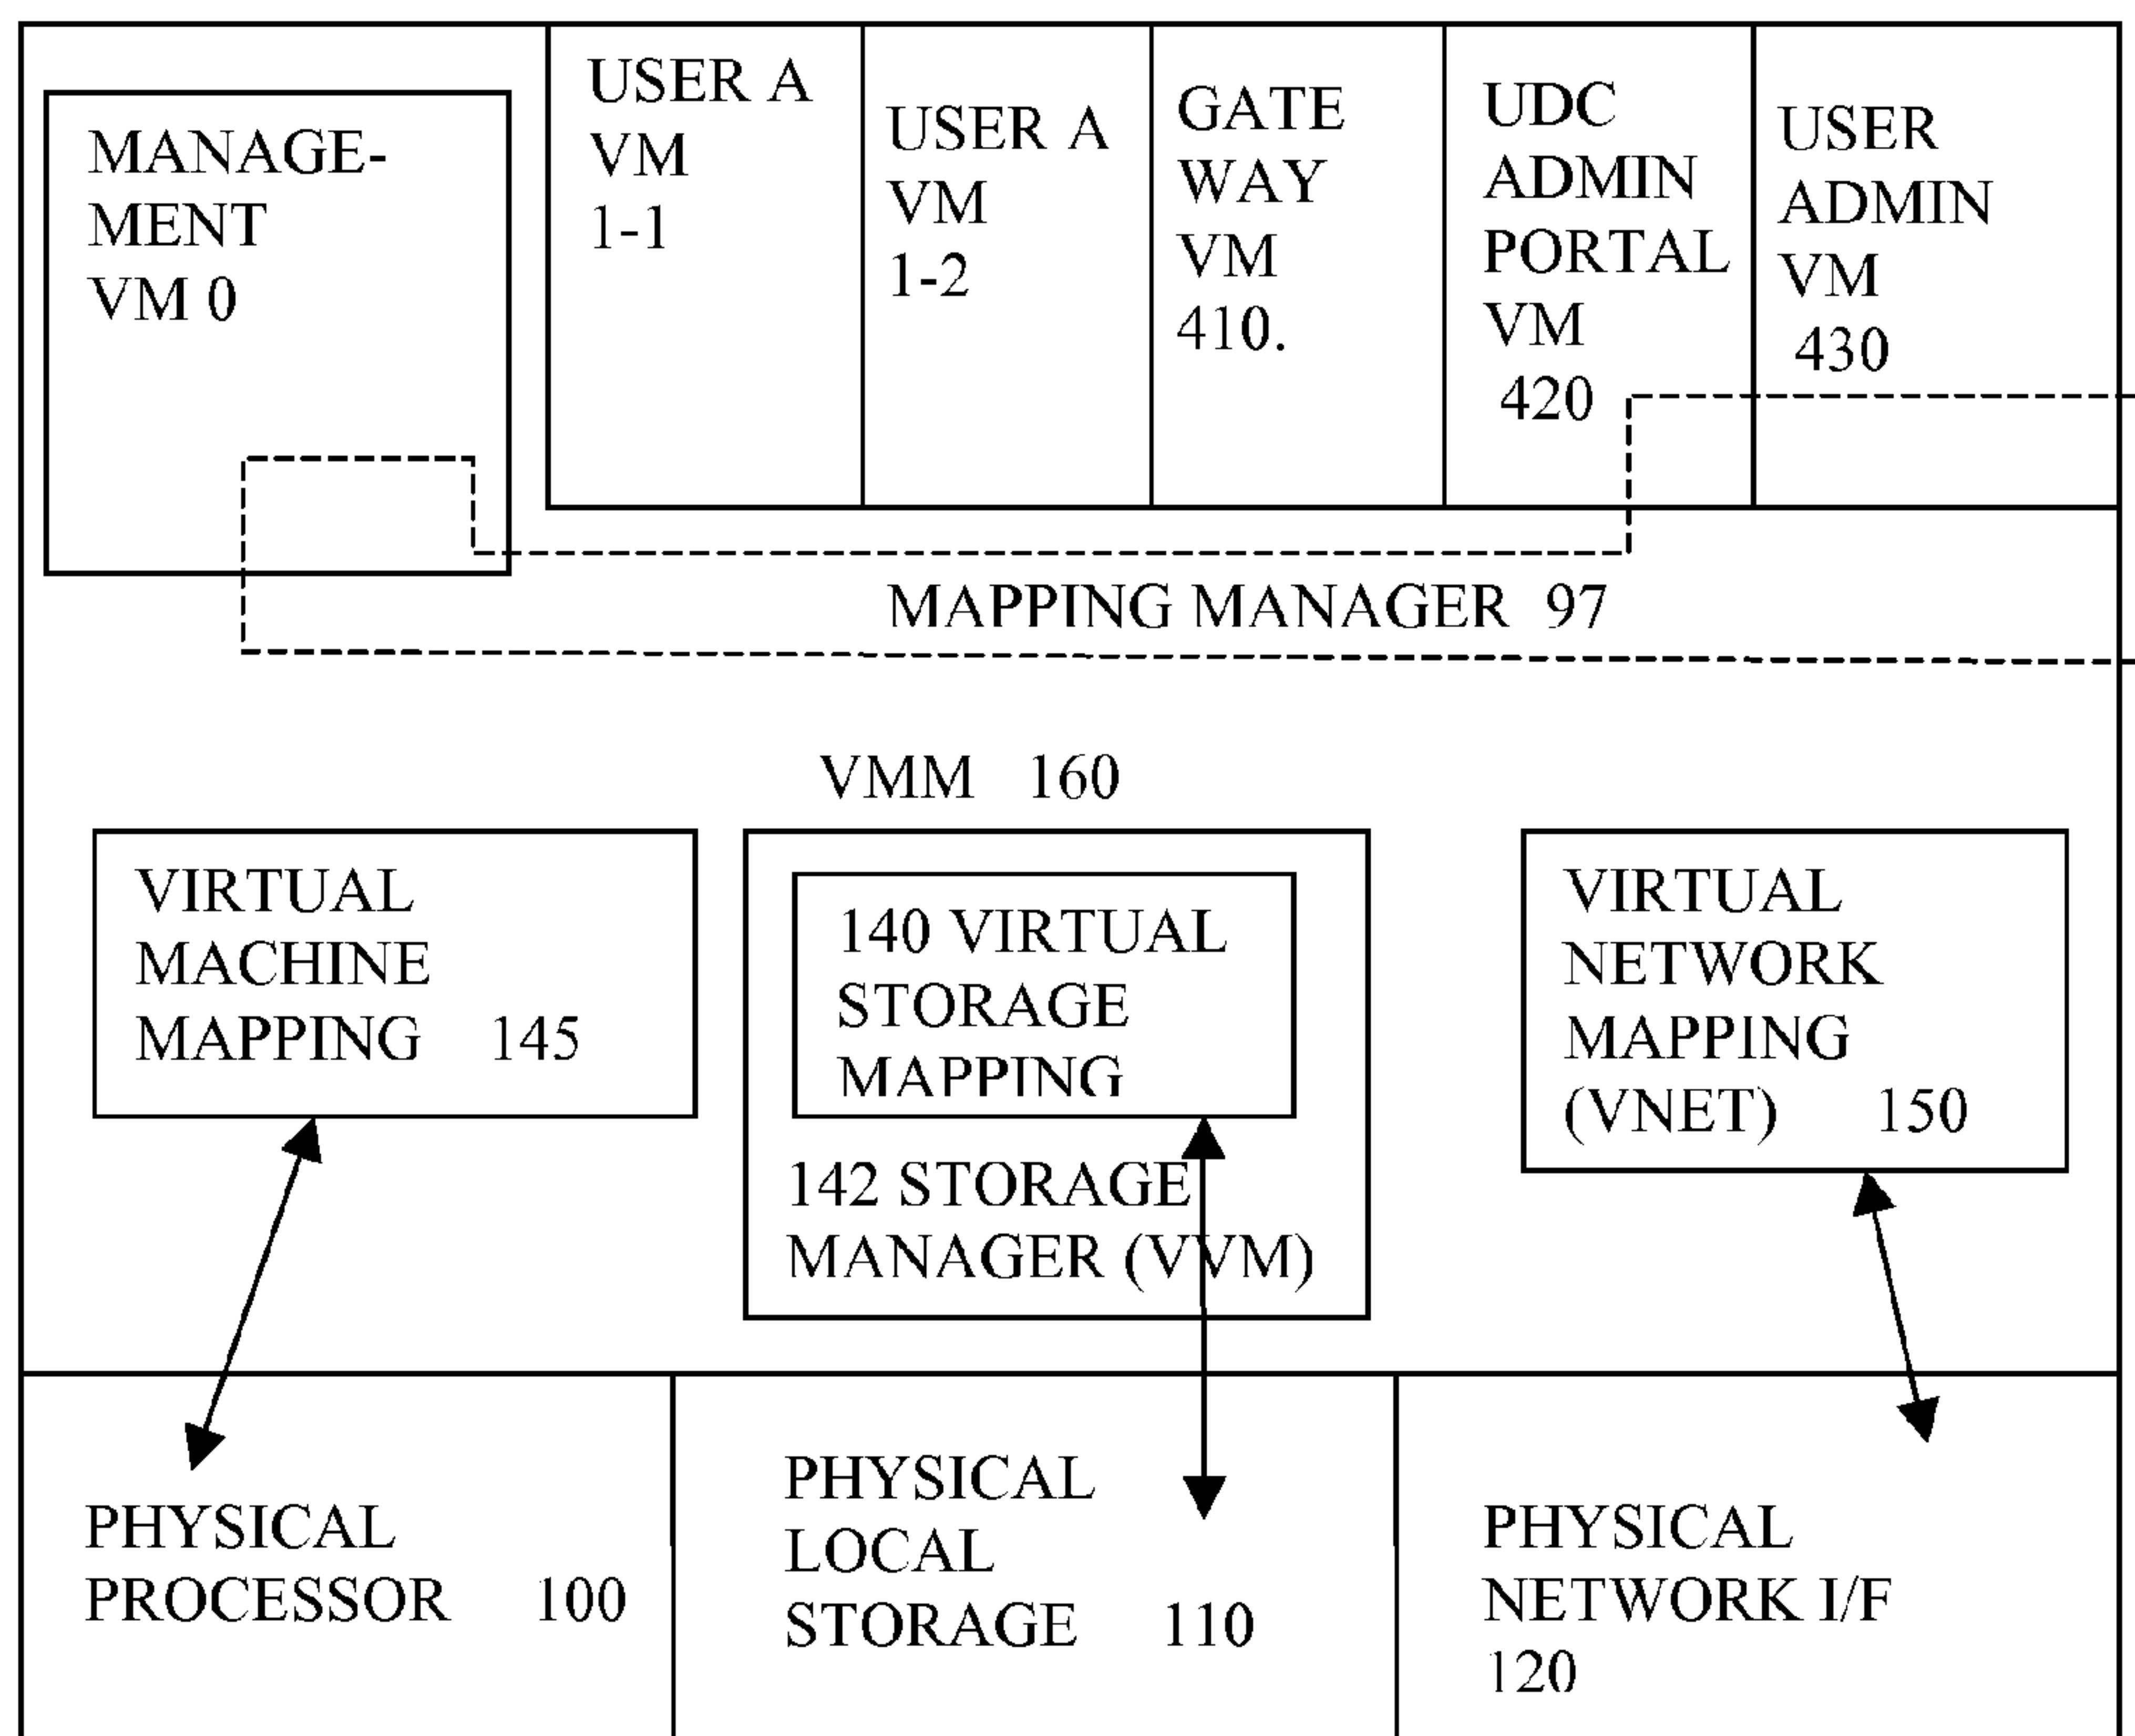 MANAGE-
MENT
VM 0
USER A
VM
1-1
USER A
VM
1-2
GATE
WAY
VM
410.
UDC
ADMIN
PORTAL
VM
420
USER
ADMIN
VM
430
MAPPING MANAGER 97
VMM 160
VIRTUAL
MACHINE
MAPPING 145
140 VIRTUAL
STORAGE
MAPPING
142 STORAGE
MANAGER (VVM)
VIRTUAL
NETWORK
MAPPING
(VNET) 150
PHYSICAL
PROCESSOR 100
PHYSICAL
LOCAL
STORAGE 110
PHYSICAL
NETWORK I/F
120